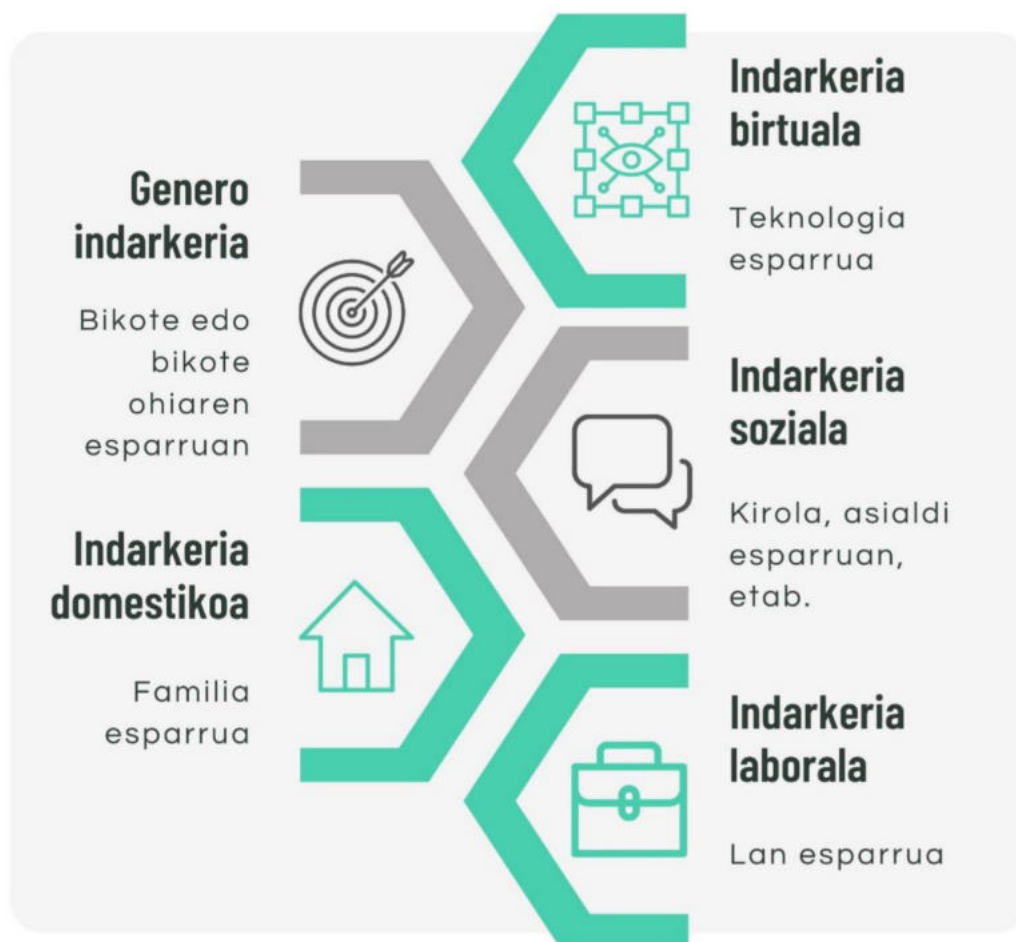 Indarkeria
birtuala
Teknologia
esparrua
Genero
indarkeria
Bikote edo
bikote
ohiaren
esparruan
Indarkeria
soziala
Kirola, asialdi
esparruan,
etab.
Indarkeria
domestikoa
Familia
esparrua
Indarkeria
laborala
Lan esparrua